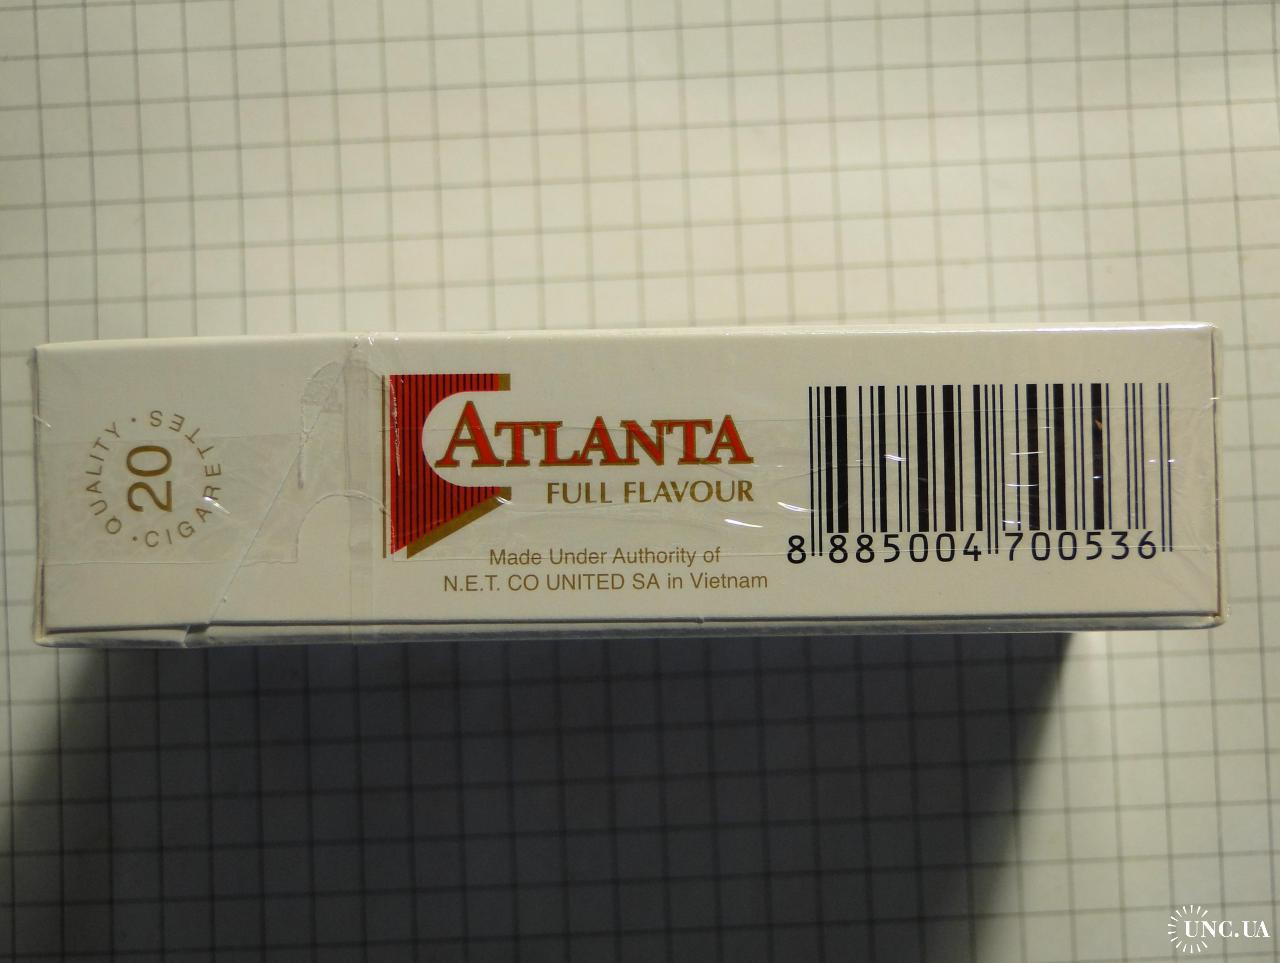 QUALITY · CIGARETTES ·
20
ATLANTA
FULL FLAVOUR
Made Under Authority of
N.E.T. CO UNITED SA in Vietnam
8 885004 700536
UNC.UA